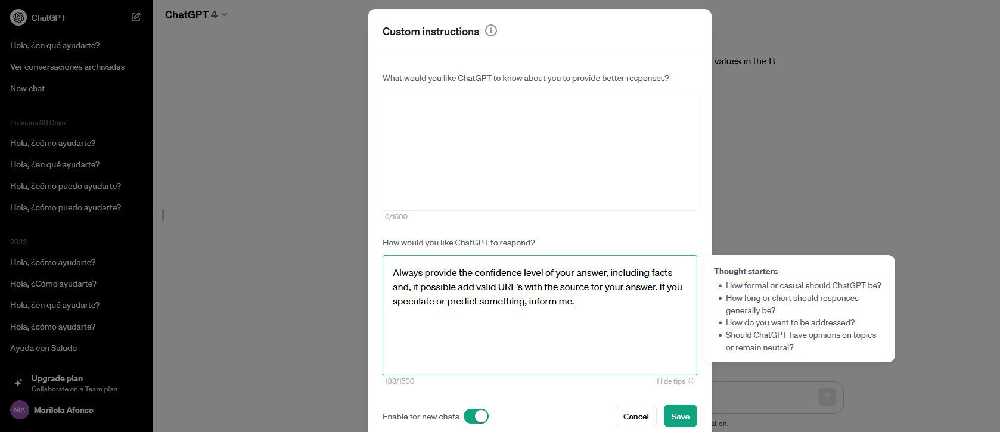 ChatGPT
Hola, ¿en qué ayudarte?
Ver conversaciones archivadas
New chat
Previous 30 Days
Hola, ¿cómo ayudarte?
Hola, ¿en qué ayudarte?
Hola, ¿cómo puedo ayudarte?
Hola, ¿cómo puedo ayudarte?
2023
Hola, ¿cómo ayudarte?
Hola, ¿Cómo ayudarte?
Hola, ¿en qué ayudarte?
Hola, ¿cómo ayudarte?
Ayuda con Saludo
Upgrade plan
Collaborate on a Team plan
MA
Marilola Afonso
ChatGPT 4
values in the B
Custom instructions
What would you like ChatGPT to know about you to provide better responses?
0/1500
How would you like ChatGPT to respond?
Always provide the confidence level of your answer, including facts
and, if possible add valid URL's with the source for your answer. If you
speculate or predict something, inform me.
183/1500
Hide tips
Enable for new chats
Cancel
Save
Thought starters
• How formal or casual should ChatGPT be?
• How long or short should responses
generally be?
• How do you want to be addressed?
• Should ChatGPT have opinions on topics
or remain neutral?
ation.